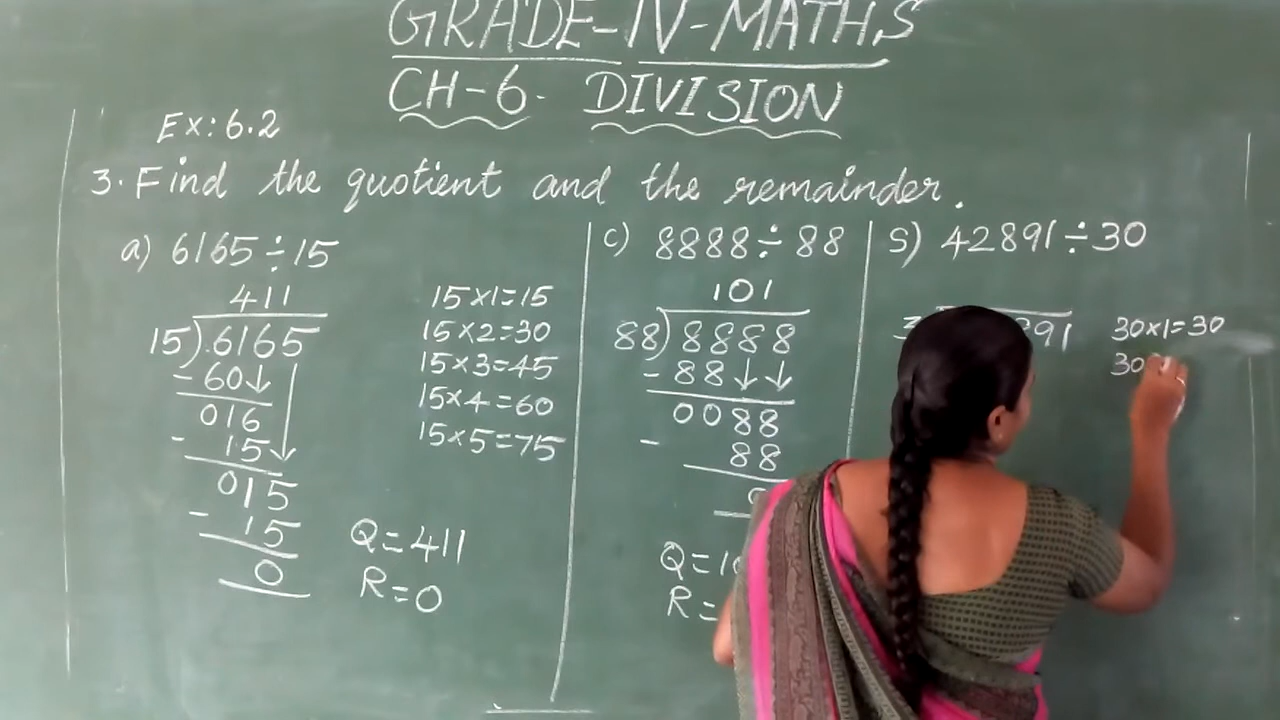 GRADE-IV-MATHS
CH-6. DIVISION
Ex: 6.2
3. Find the quotient and the remainder.
a) 6165÷15
411
15)6165
-60↓
016
- 15↓
015
- 15
0
15×1=15
15×2=30
15×3=45
15×4=60
15×5=75
Q=411
R=0
c) 8888÷88
101
88)8888
-88↓↓
0088
- 88
Q=
R=
S) 42891÷30
91
30×1=30
30